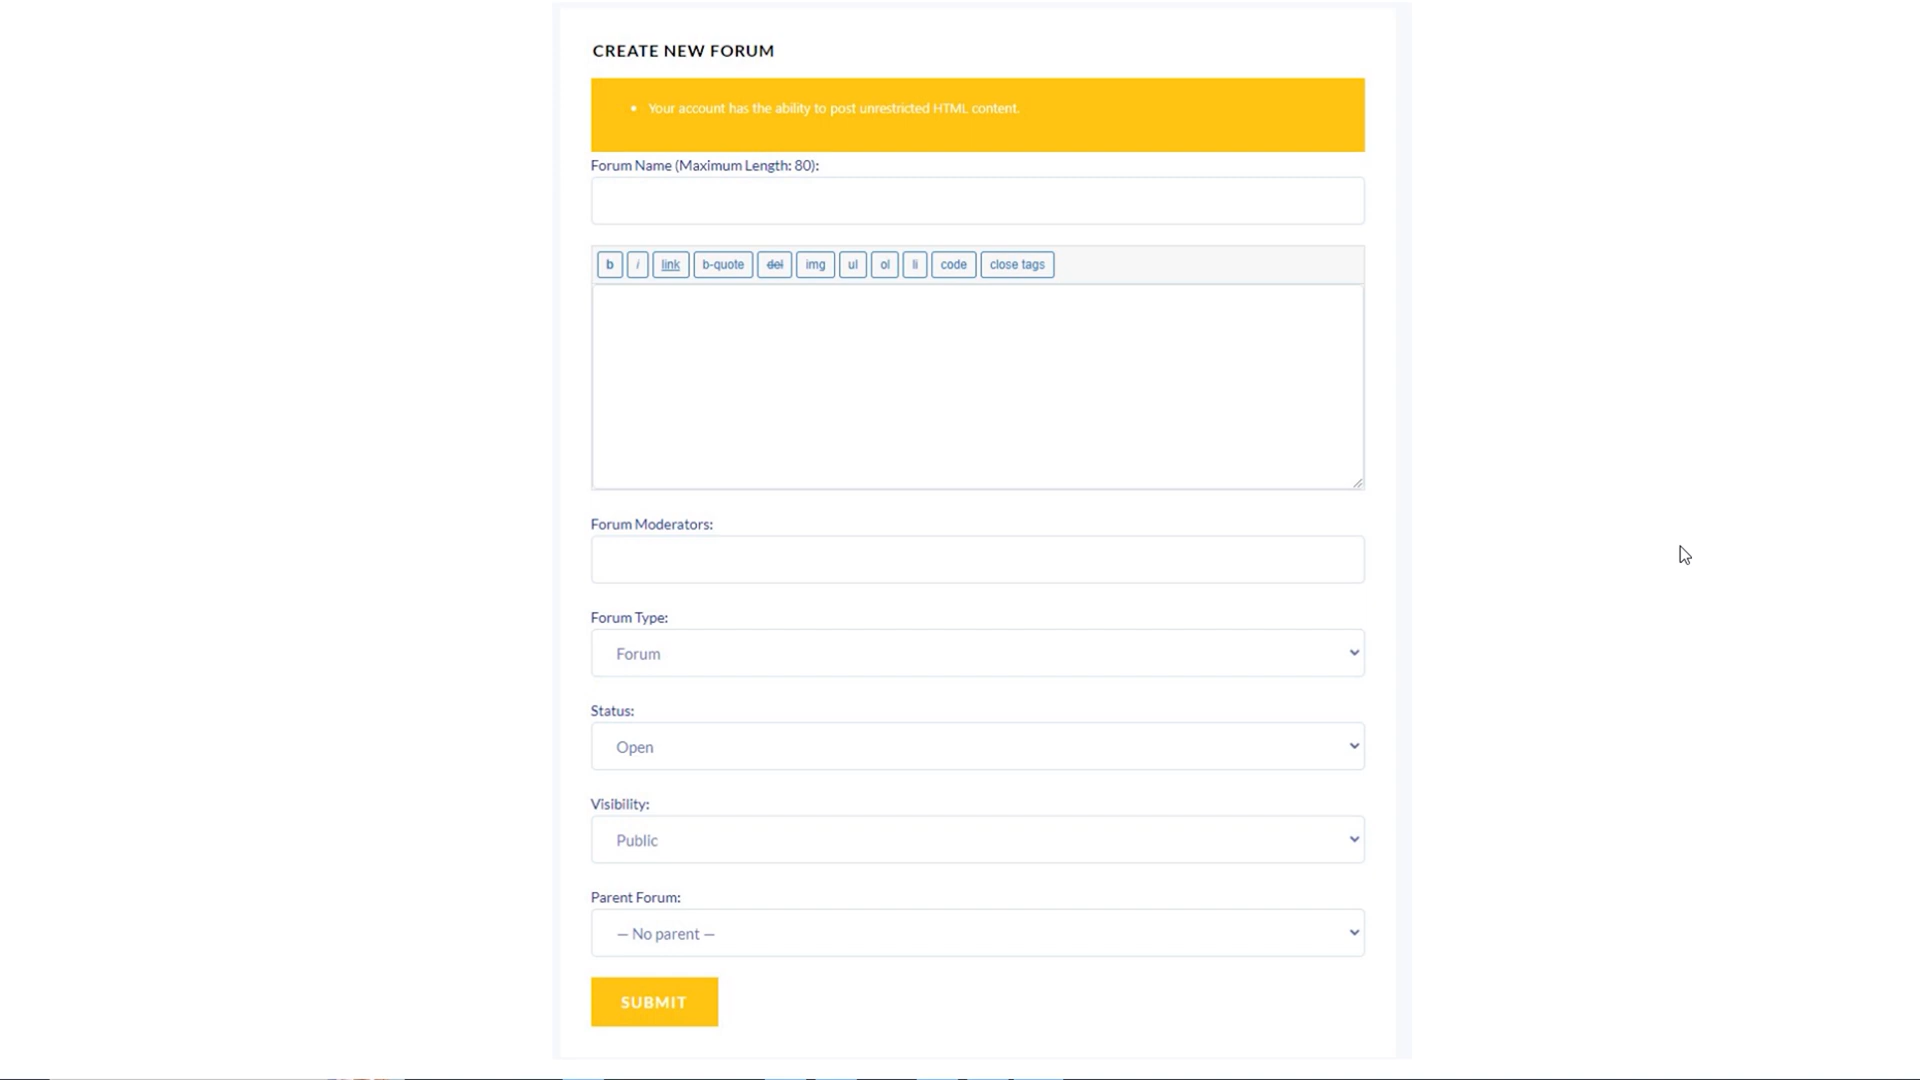 CREATE NEW FORUM
Your account has the ability to post unrestricted HTML content.
Forum Name (Maximum Length: 80):
b i link b-quote del img ul ol li code close tags
Forum Moderators:
Forum Type:
Forum
Status:
Open
Visibility:
Public
Parent Forum:
— No parent —
SUBMIT